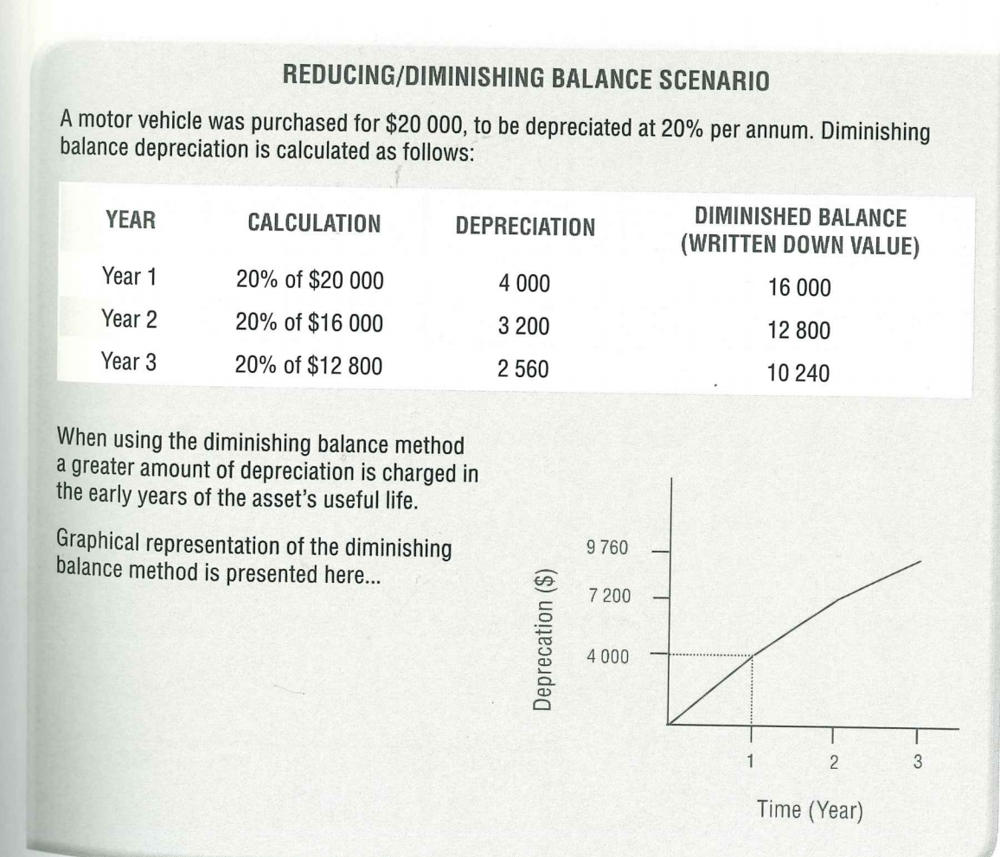 REDUCING/DIMINISHING BALANCE SCENARIO
A motor vehicle was purchased for $20 000, to be depreciated at 20% per annum. Diminishing
balance depreciation is calculated as follows:
YEAR CALCULATION DEPRECIATION DIMINISHED BALANCE
(WRITTEN DOWN VALUE)
Year 1 20% of $20 000 4 000 16 000
Year 2 20% of $16 000 3 200 12 800
Year 3 20% of $12 800 2 560 10 240
When using the diminishing balance method
a greater amount of depreciation is charged in
the early years of the asset's useful life.
Graphical representation of the diminishing
balance method is presented here...
Deprecation ($)
9 760
7 200
4 000
1 2 3
Time (Year)